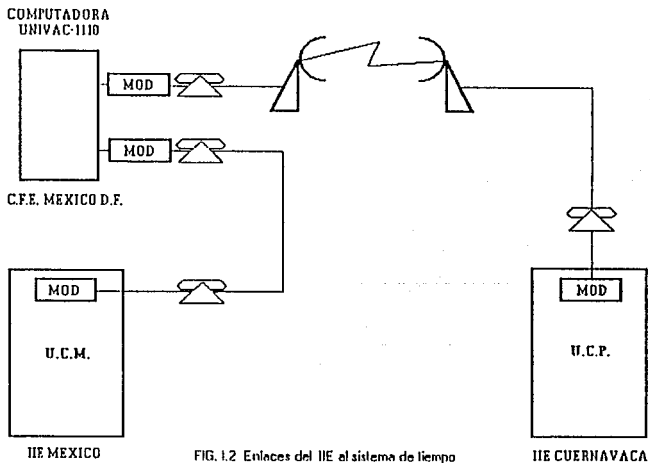 COMPUTADORA
UNIVAC-1110
MOD
MOD
C.F.E. MEXICO D.F.
MOD
MOD
U.C.M.
U.C.P.
IIE MEXICO
FIG. I.2 Enlaces del IIE al sistema de tiempo
IIE CUERNAVACA